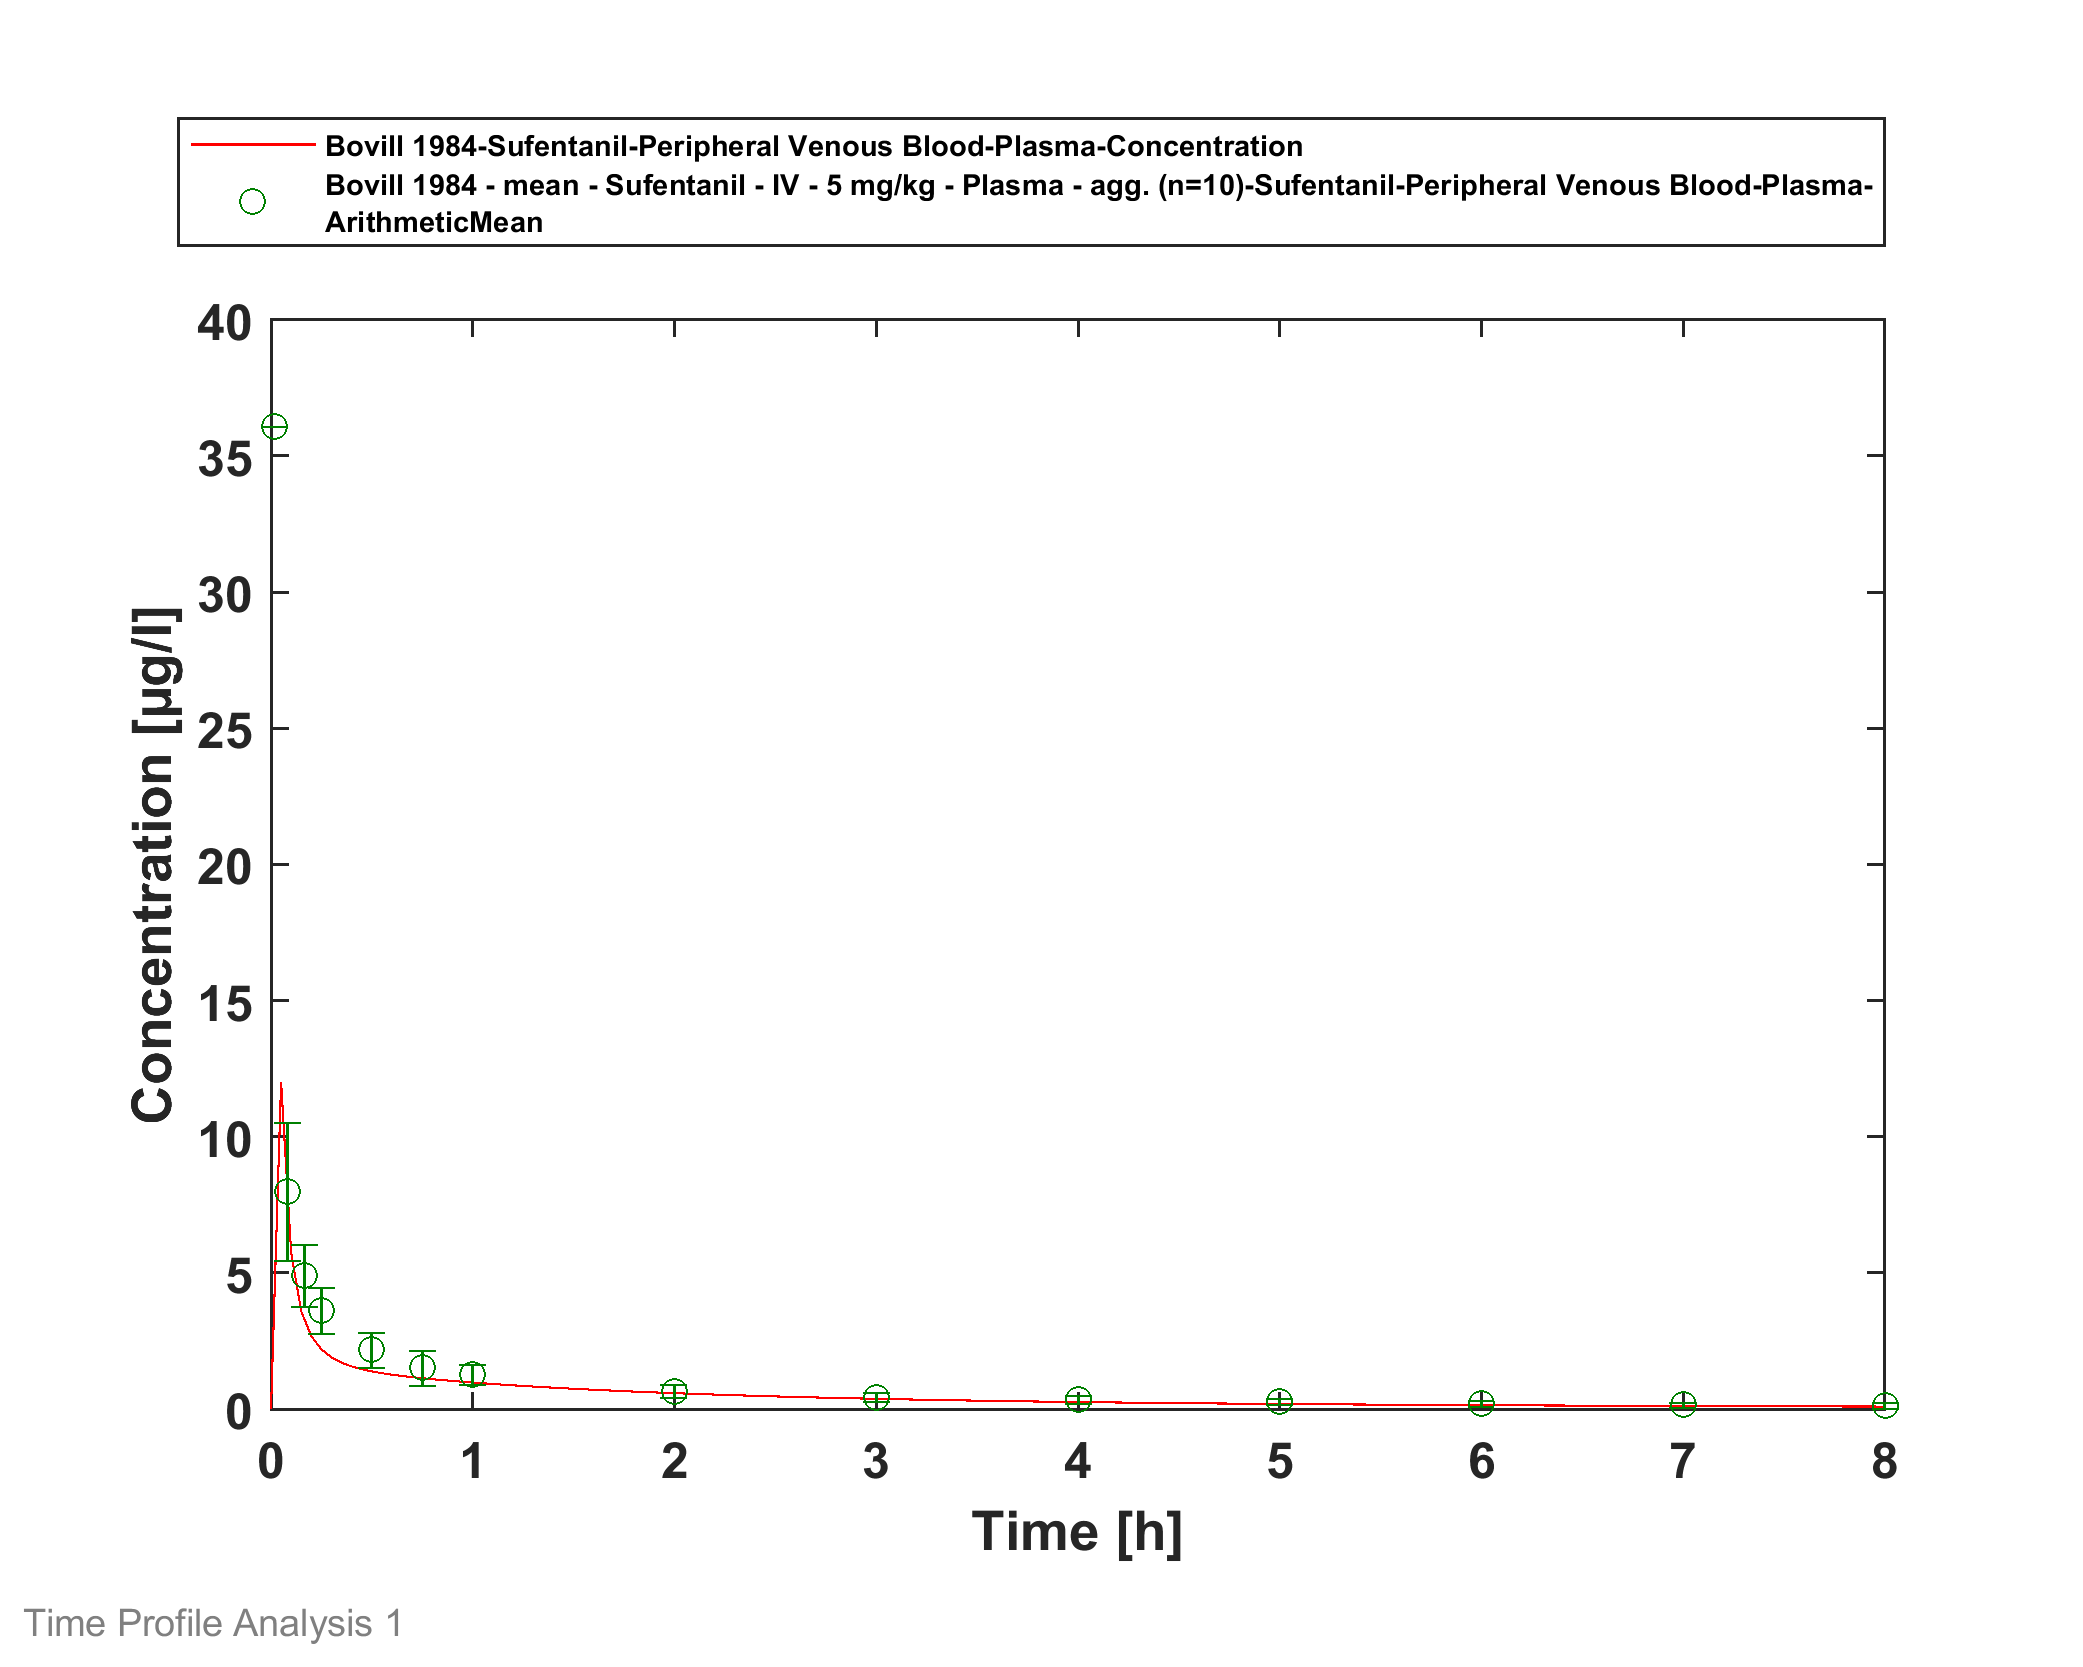 Bovill 1984-Sufentanil-Peripheral Venous Blood-Plasma-Concentration
Bovill 1984 - mean - Sufentanil - IV - 5 mg/kg - Plasma - agg. (n=10)-Sufentanil-Peripheral Venous Blood-Plasma-
ArithmeticMean
40
35
30
25
20
15
10
5
0
Concentration [µg/l]
0 1 2 3 4 5 6 7 8
Time [h]
Time Profile Analysis 1